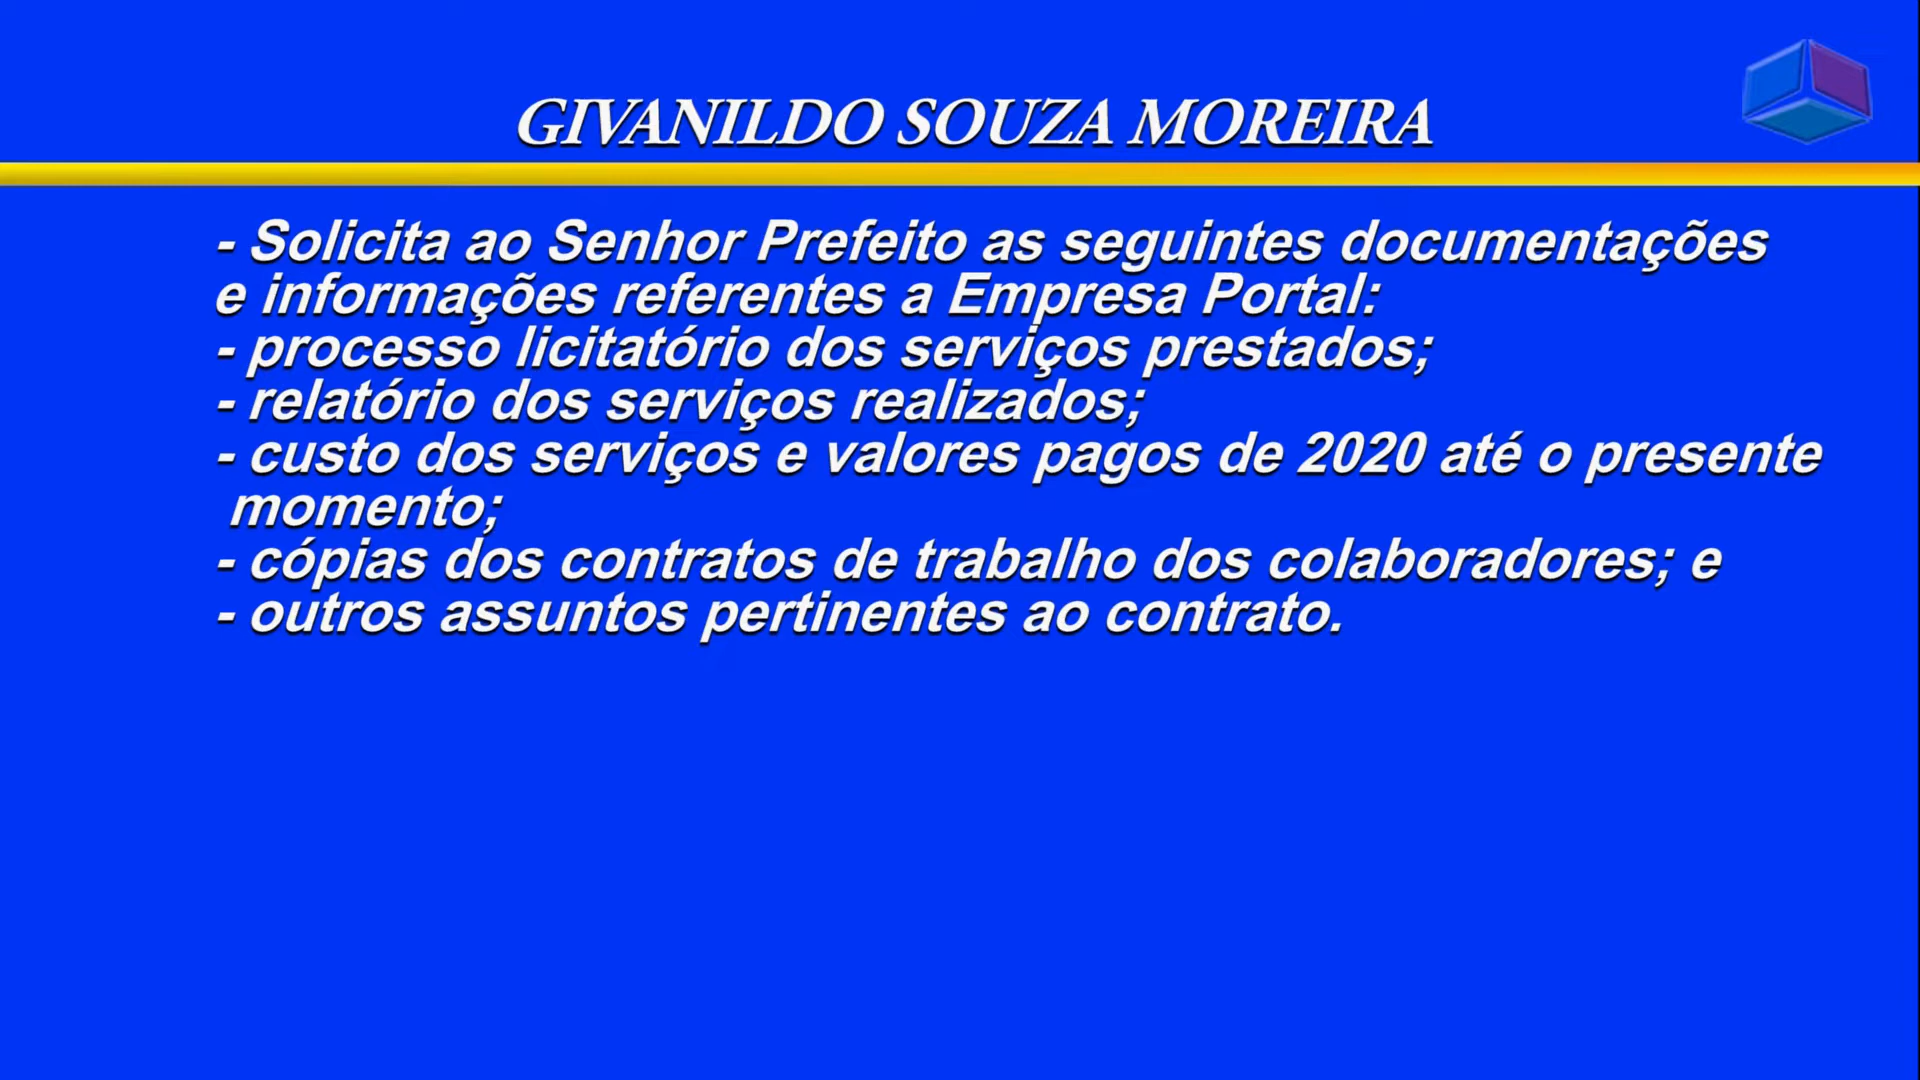 GIVANILDO SOUZA MOREIRA
- Solicita ao Senhor Prefeito as seguintes documentações
e informações referentes a Empresa Portal:
- processo licitatório dos serviços prestados;
- relatório dos serviços realizados;
- custo dos serviços e valores pagos de 2020 até o presente
momento;
- cópias dos contratos de trabalho dos colaboradores; e
- outros assuntos pertinentes ao contrato.